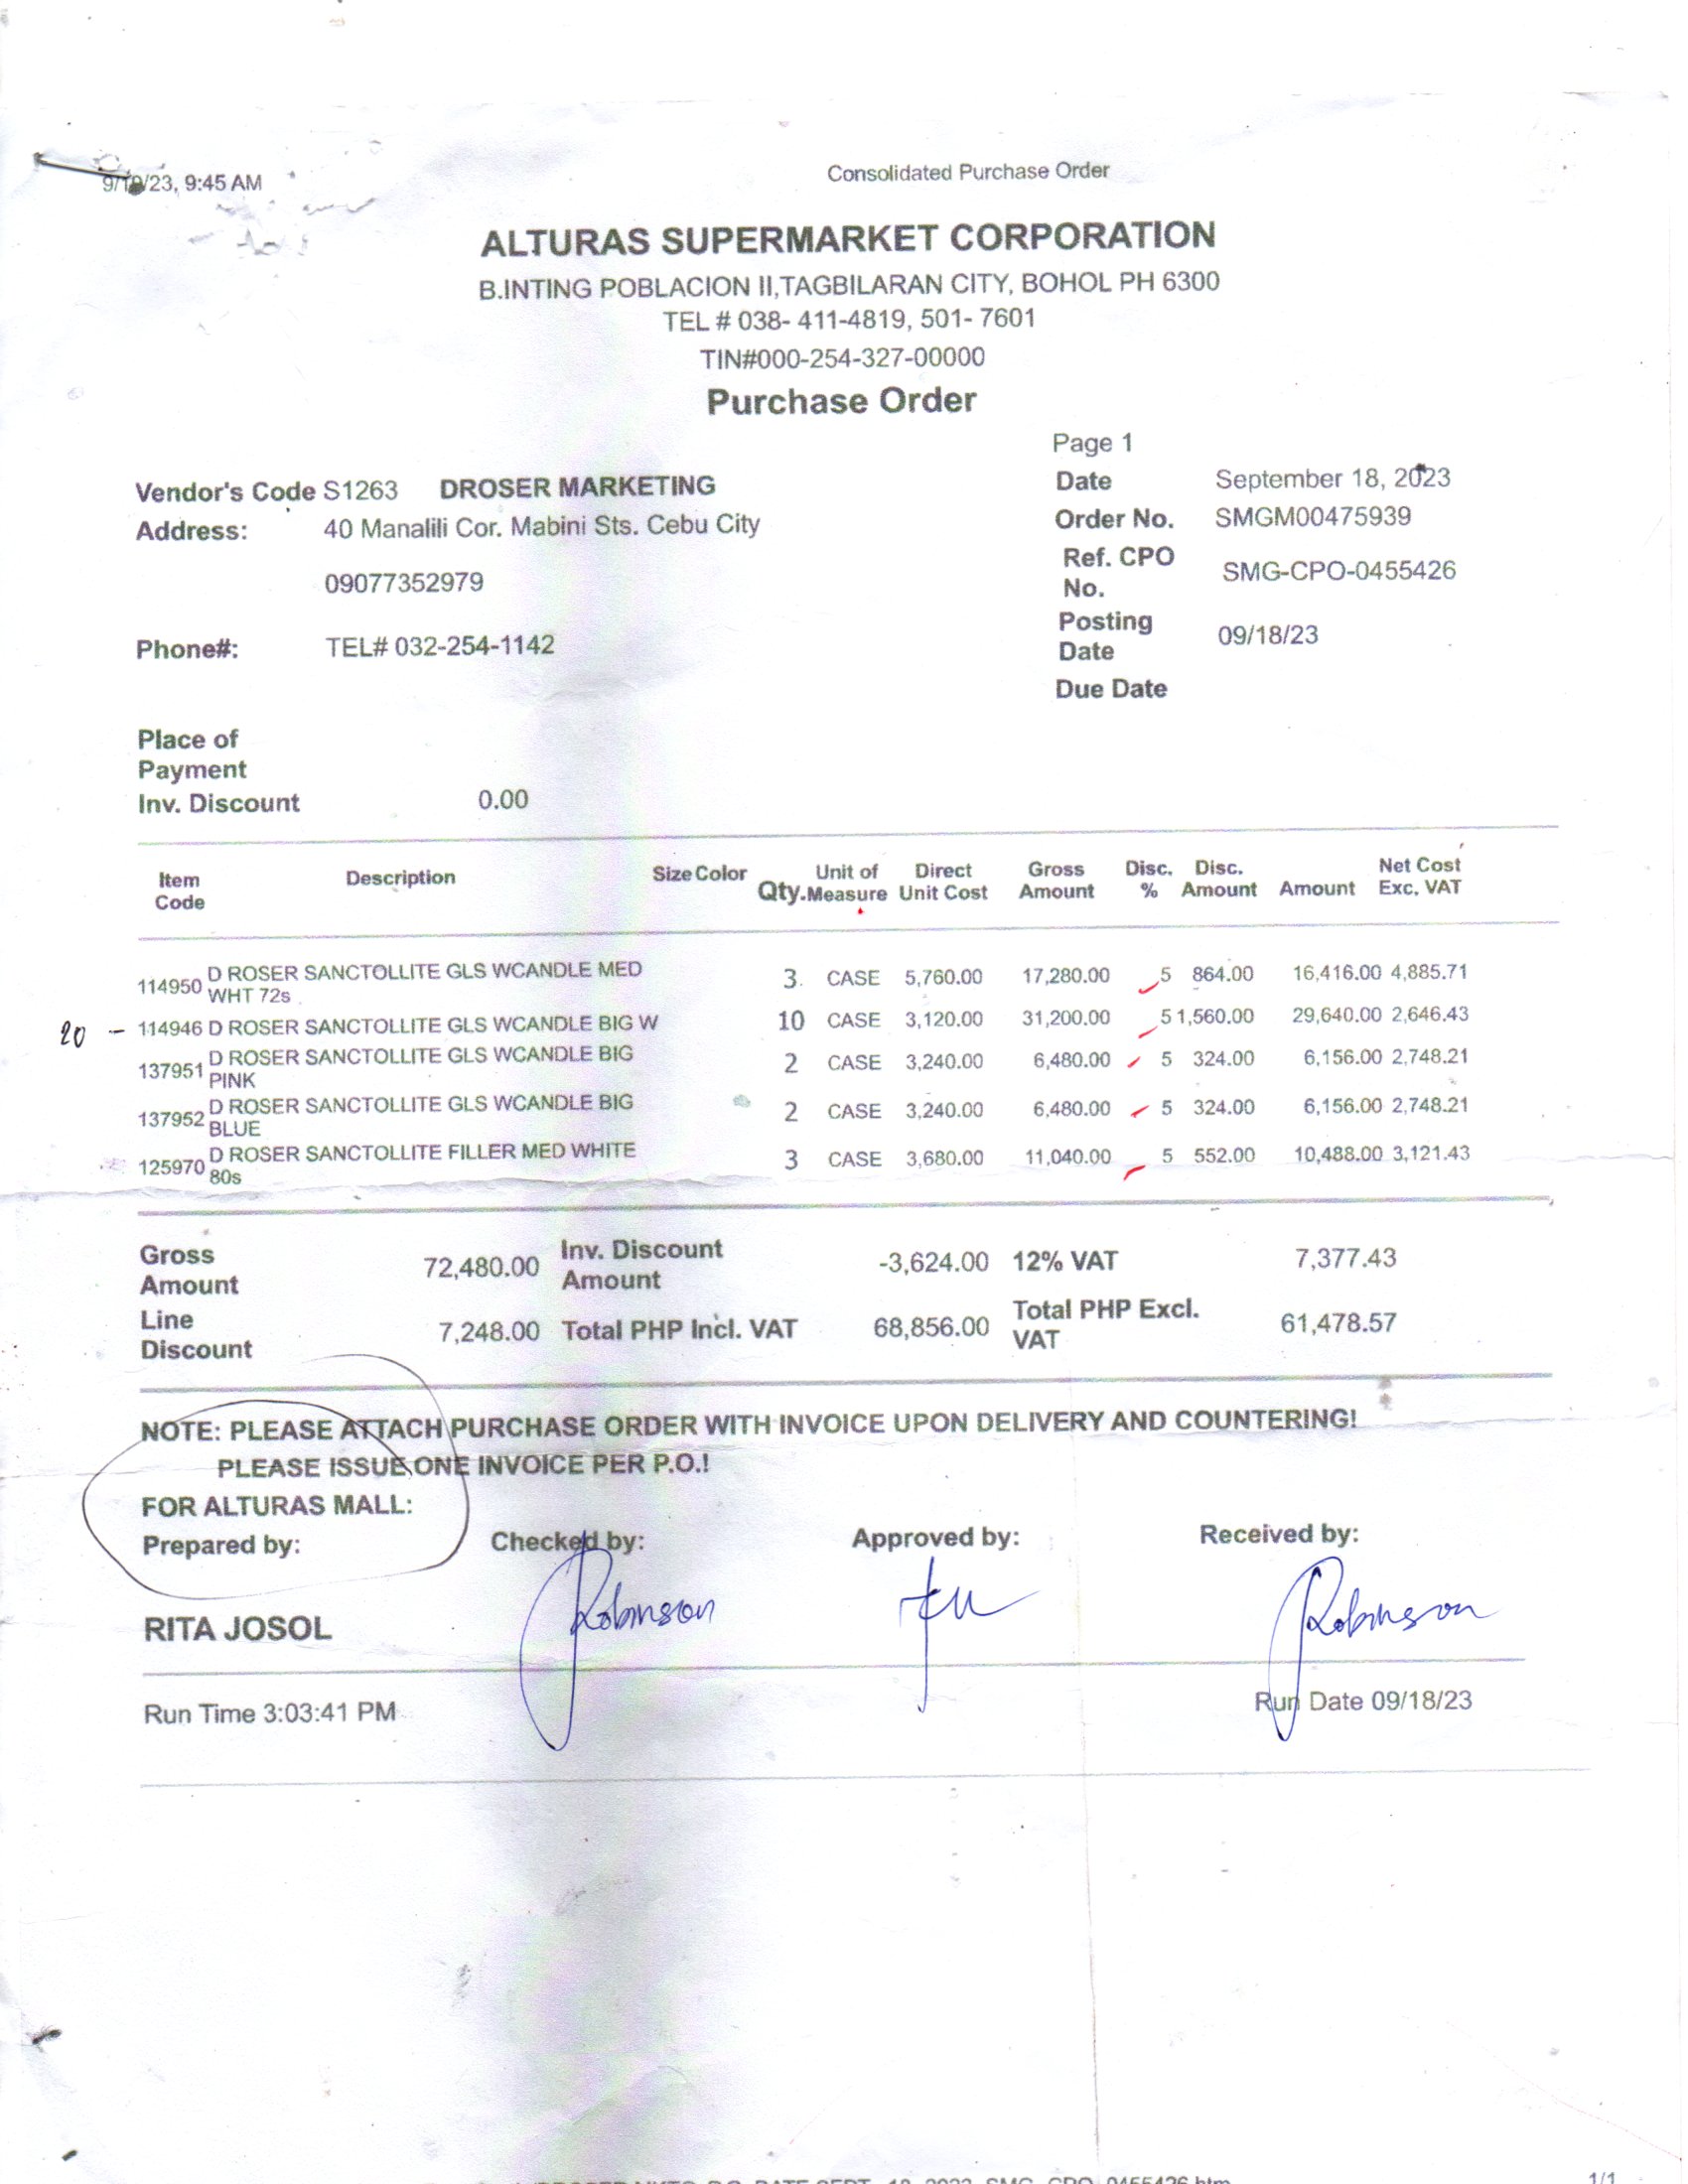 9/19/23, 9:45 AM
Consolidated Purchase Order
ALTURAS SUPERMARKET CORPORATION
B.INTING POBLACION II,TAGBILARAN CITY, BOHOL PH 6300
TEL # 038- 411-4819, 501- 7601
TIN#000-254-327-00000
Purchase Order
Page 1
Vendor's Code S1263 DROSER MARKETING
Date September 18, 2023
Address: 40 Manalili Cor. Mabini Sts. Cebu City
Order No. SMGM00475939
09077352979
Ref. CPO No. SMG-CPO-0455426
Phone#: TEL# 032-254-1142
Posting Date 09/18/23
Due Date
Place of Payment
Inv. Discount 0.00
Item Code Description Size Color Qty. Unit of Measure Direct Unit Cost Gross Amount Disc. % Disc. Amount Amount Net Cost Exc. VAT
114950 D ROSER SANCTOLLITE GLS WCANDLE MED WHT 72s 3. CASE 5,760.00 17,280.00 5 864.00 16,416.00 4,885.71
20 - 114946 D ROSER SANCTOLLITE GLS WCANDLE BIG W 10 CASE 3,120.00 31,200.00 5 1,560.00 29,640.00 2,646.43
137951 D ROSER SANCTOLLITE GLS WCANDLE BIG PINK 2 CASE 3,240.00 6,480.00 5 324.00 6,156.00 2,748.21
137952 D ROSER SANCTOLLITE GLS WCANDLE BIG BLUE 2 CASE 3,240.00 6,480.00 5 324.00 6,156.00 2,748.21
125970 D ROSER SANCTOLLITE FILLER MED WHITE 80s 3 CASE 3,680.00 11,040.00 5 552.00 10,488.00 3,121.43
Gross Amount 72,480.00 Inv. Discount Amount -3,624.00 12% VAT 7,377.43
Line Discount 7,248.00 Total PHP Incl. VAT 68,856.00 Total PHP Excl. VAT 61,478.57
NOTE: PLEASE ATTACH PURCHASE ORDER WITH INVOICE UPON DELIVERY AND COUNTERING!
PLEASE ISSUE ONE INVOICE PER P.O.!
FOR ALTURAS MALL:
Prepared by: Checked by: Approved by: Received by:
RITA JOSOL Robinson Robinson
Run Time 3:03:41 PM Run Date 09/18/23
1/1